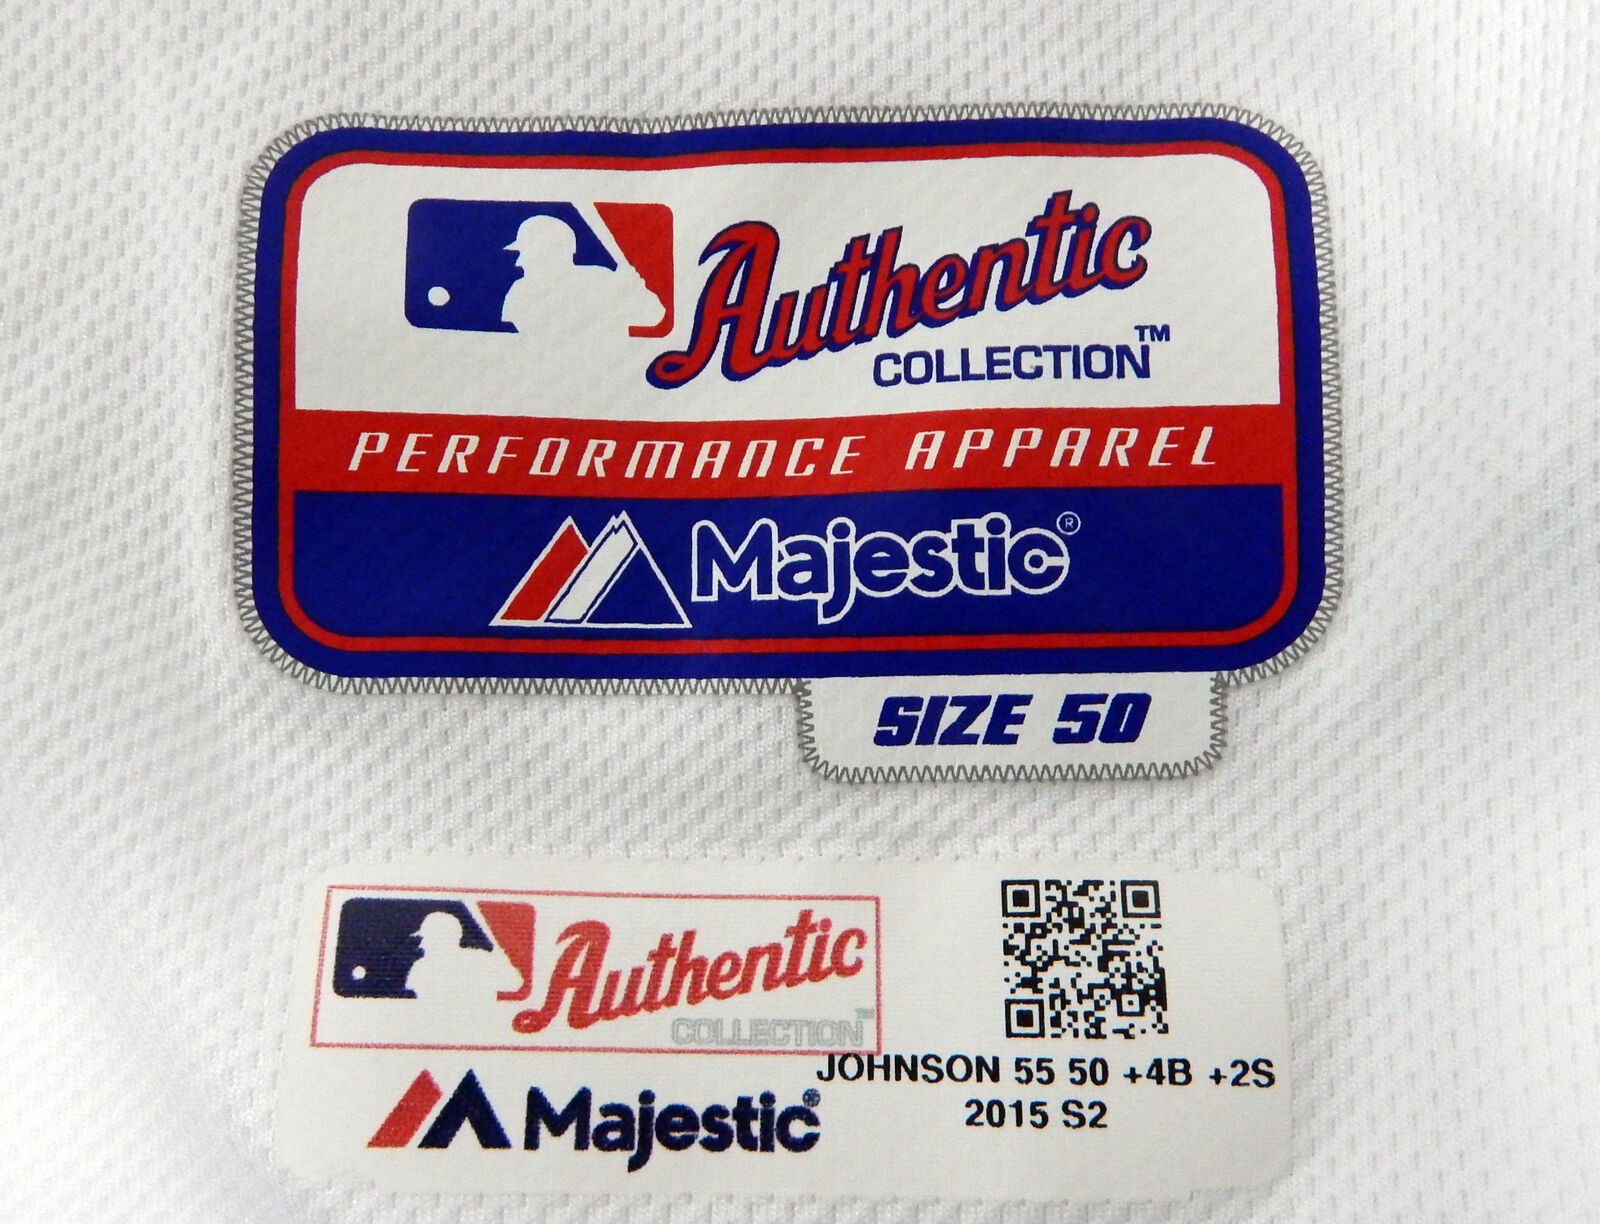 Authentic
COLLECTION™
PERFORMANCE APPAREL
Majestic®
SIZE 50
Authentic
COLLECTION™
Majestic®
JOHNSON 55 50 +4B +2S
2015 S2